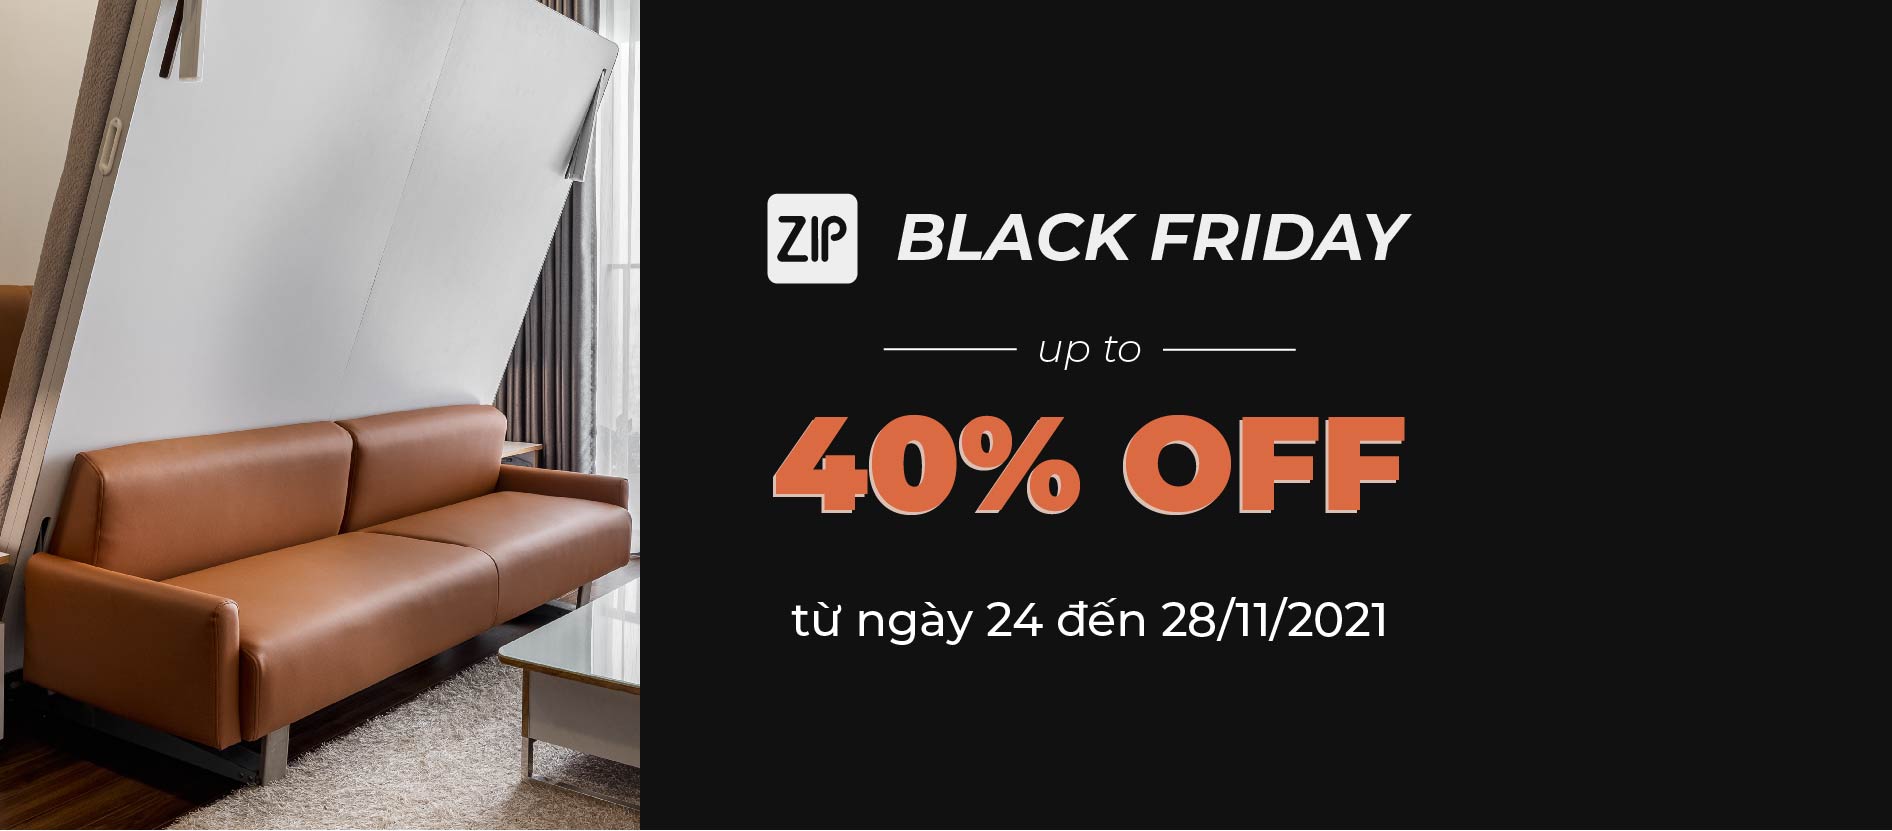 ZIP BLACK FRIDAY
up to
40% OFF
từ ngày 24 đến 28/11/2021